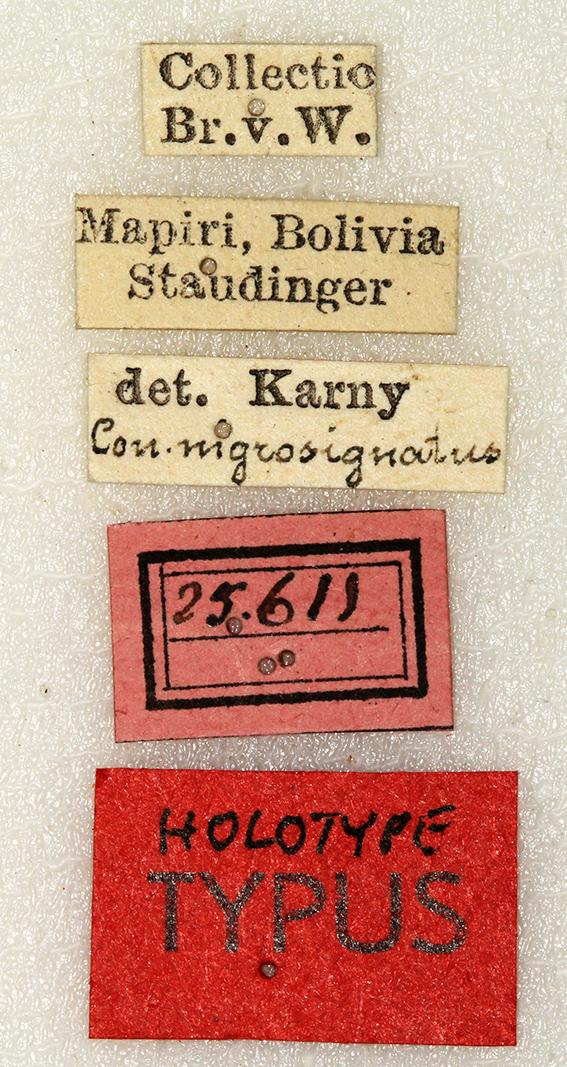 Collectio
Br.v.W.
Mapiri, Bolivia
Staudinger
det. Karny
Con. nigrosignatus
25.611
HOLOTYPE
TYPUS